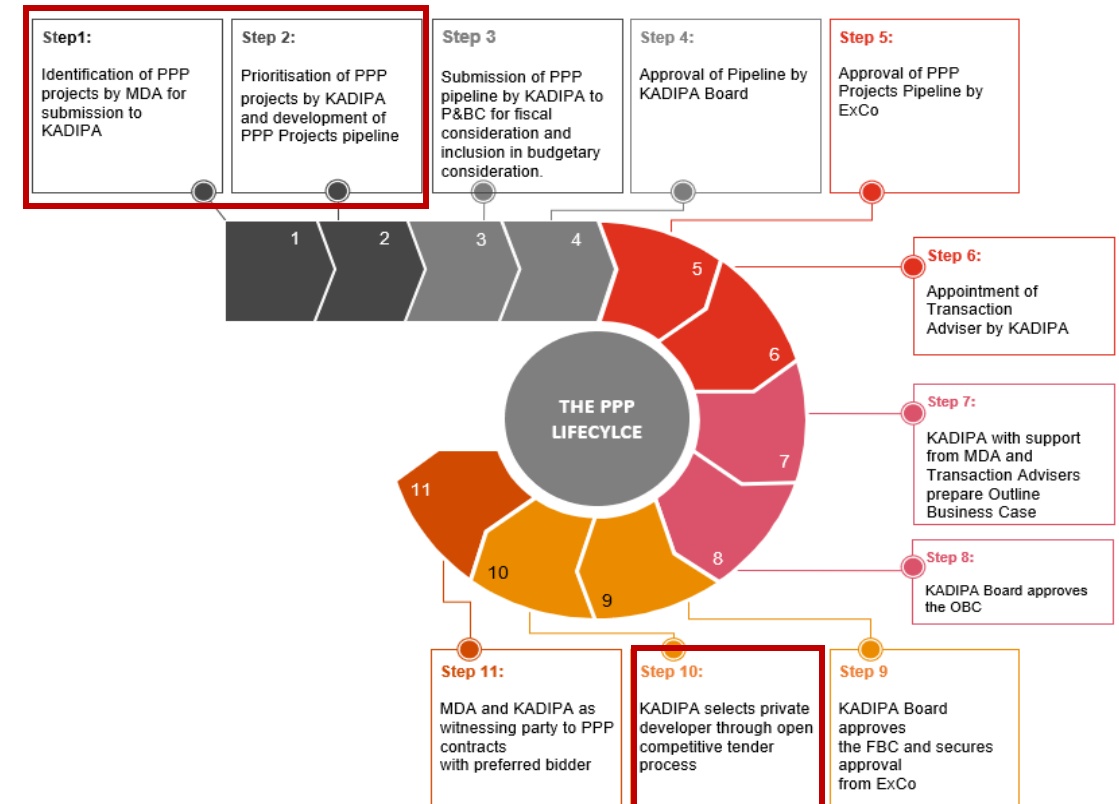 Step1:
Identification of PPP
projects by MDA for
submission to
KADIPA
Step 2:
Prioritisation of PPP
projects by KADIPA
and development of
PPP Projects pipeline
Step 3
Submission of PPP
pipeline by KADIPA to
P&BC for fiscal
consideration and
inclusion in budgetary
consideration.
Step 4:
Approval of Pipeline by
KADIPA Board
Step 5:
Approval of PPP
Projects Pipeline by
ExCo
1
2
3
4
5
6
7
8
9
10
11
THE PPP
LIFECYLCE
Step 6:
Appointment of
Transaction
Adviser by KADIPA
Step 7:
KADIPA with support
from MDA and
Transaction Advisers
prepare Outline
Business Case
Step 8:
KADIPA Board approves
the OBC
Step 11:
MDA and KADIPA as
witnessing party to PPP
contracts
with preferred bidder
Step 10:
KADIPA selects private
developer through open
competitive tender
process
Step 9
KADIPA Board
approves
the FBC and secures
approval
from ExCo